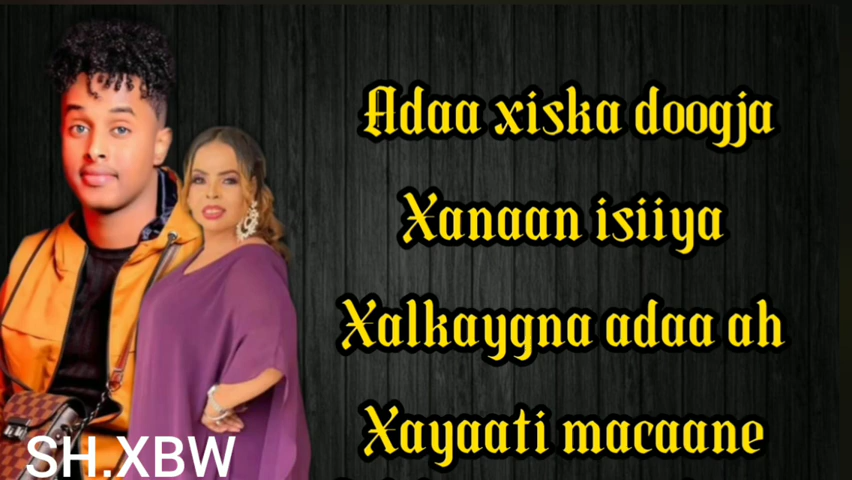 Adaa xiska doogja
Xanaan isiiya
Xalkaygna adaa ah
Xayaati macaane
SH.XBW